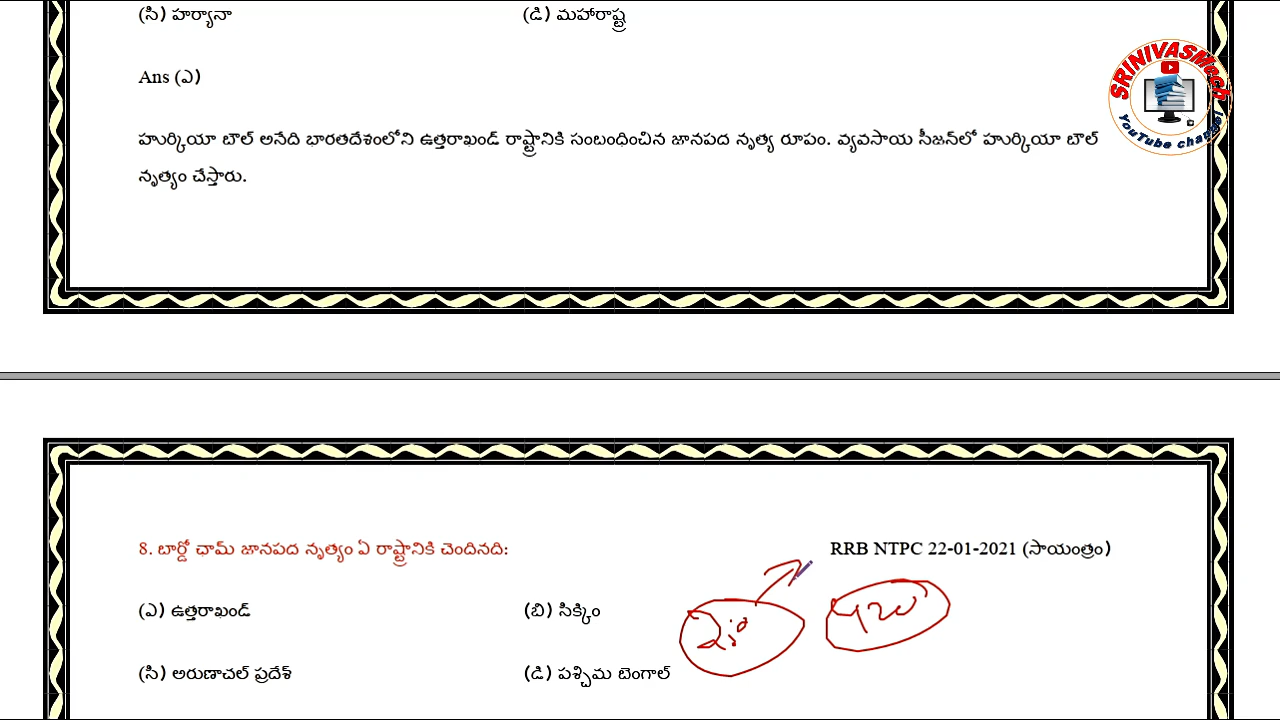 (సి) హర్యానా (డి) మహారాష్ట్ర
Ans (ఎ)
హుర్కియా బౌల్ అనేది భారతదేశంలోని ఉత్తరాఖండ్ రాష్ట్రానికి సంబంధించిన జానపద నృత్య రూపం. వ్యవసాయ సీజన్‌లో హుర్కియా బౌల్
నృత్యం చేస్తారు.
SRINIVASMech
YouTube channel
8. బార్డో ఛామ్ జానపద నృత్యం ఏ రాష్ట్రానికి చెందినది: RRB NTPC 22-01-2021 (సాయంత్రం)
(ఎ) ఉత్తరాఖండ్ (బి) సిక్కిం
(సి) అరుణాచల్ ప్రదేశ్ (డి) పశ్చిమ బెంగాల్